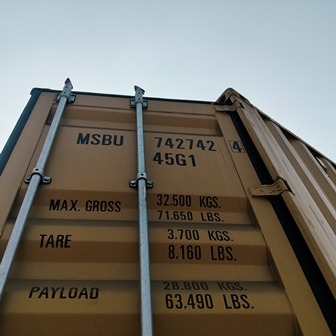 MSBU 742742 4
45G1
MAX. GROSS 32.500 KGS.
71.650 LBS.
TARE 3.700 KGS.
8,160 LBS.
PAYLOAD 28.800 KGS.
63,490 LBS.